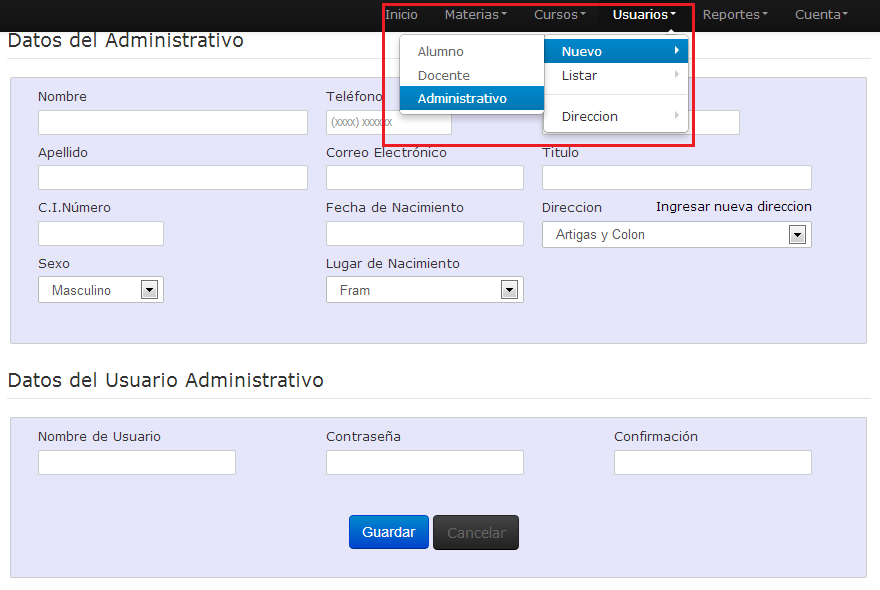 Inicio Materias Cursos Usuarios Reportes Cuenta
Datos del Administrativo
Alumno Nuevo
Docente Listar
Administrativo
Direccion
Nombre Teléfono
(xxxx) xxxxxx
Apellido Correo Electrónico Titulo
C.I.Número Fecha de Nacimiento Direccion Ingresar nueva direccion
Artigas y Colon
Sexo Lugar de Nacimiento
Masculino Fram
Datos del Usuario Administrativo
Nombre de Usuario Contraseña Confirmación
Guardar Cancelar